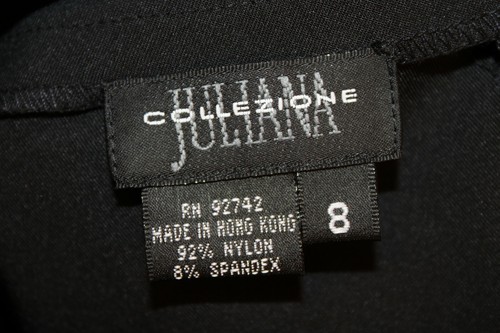 JULIANA
COLLEZIONE
RN 92742
MADE IN HONG KONG
92% NYLON
8% SPANDEX
8